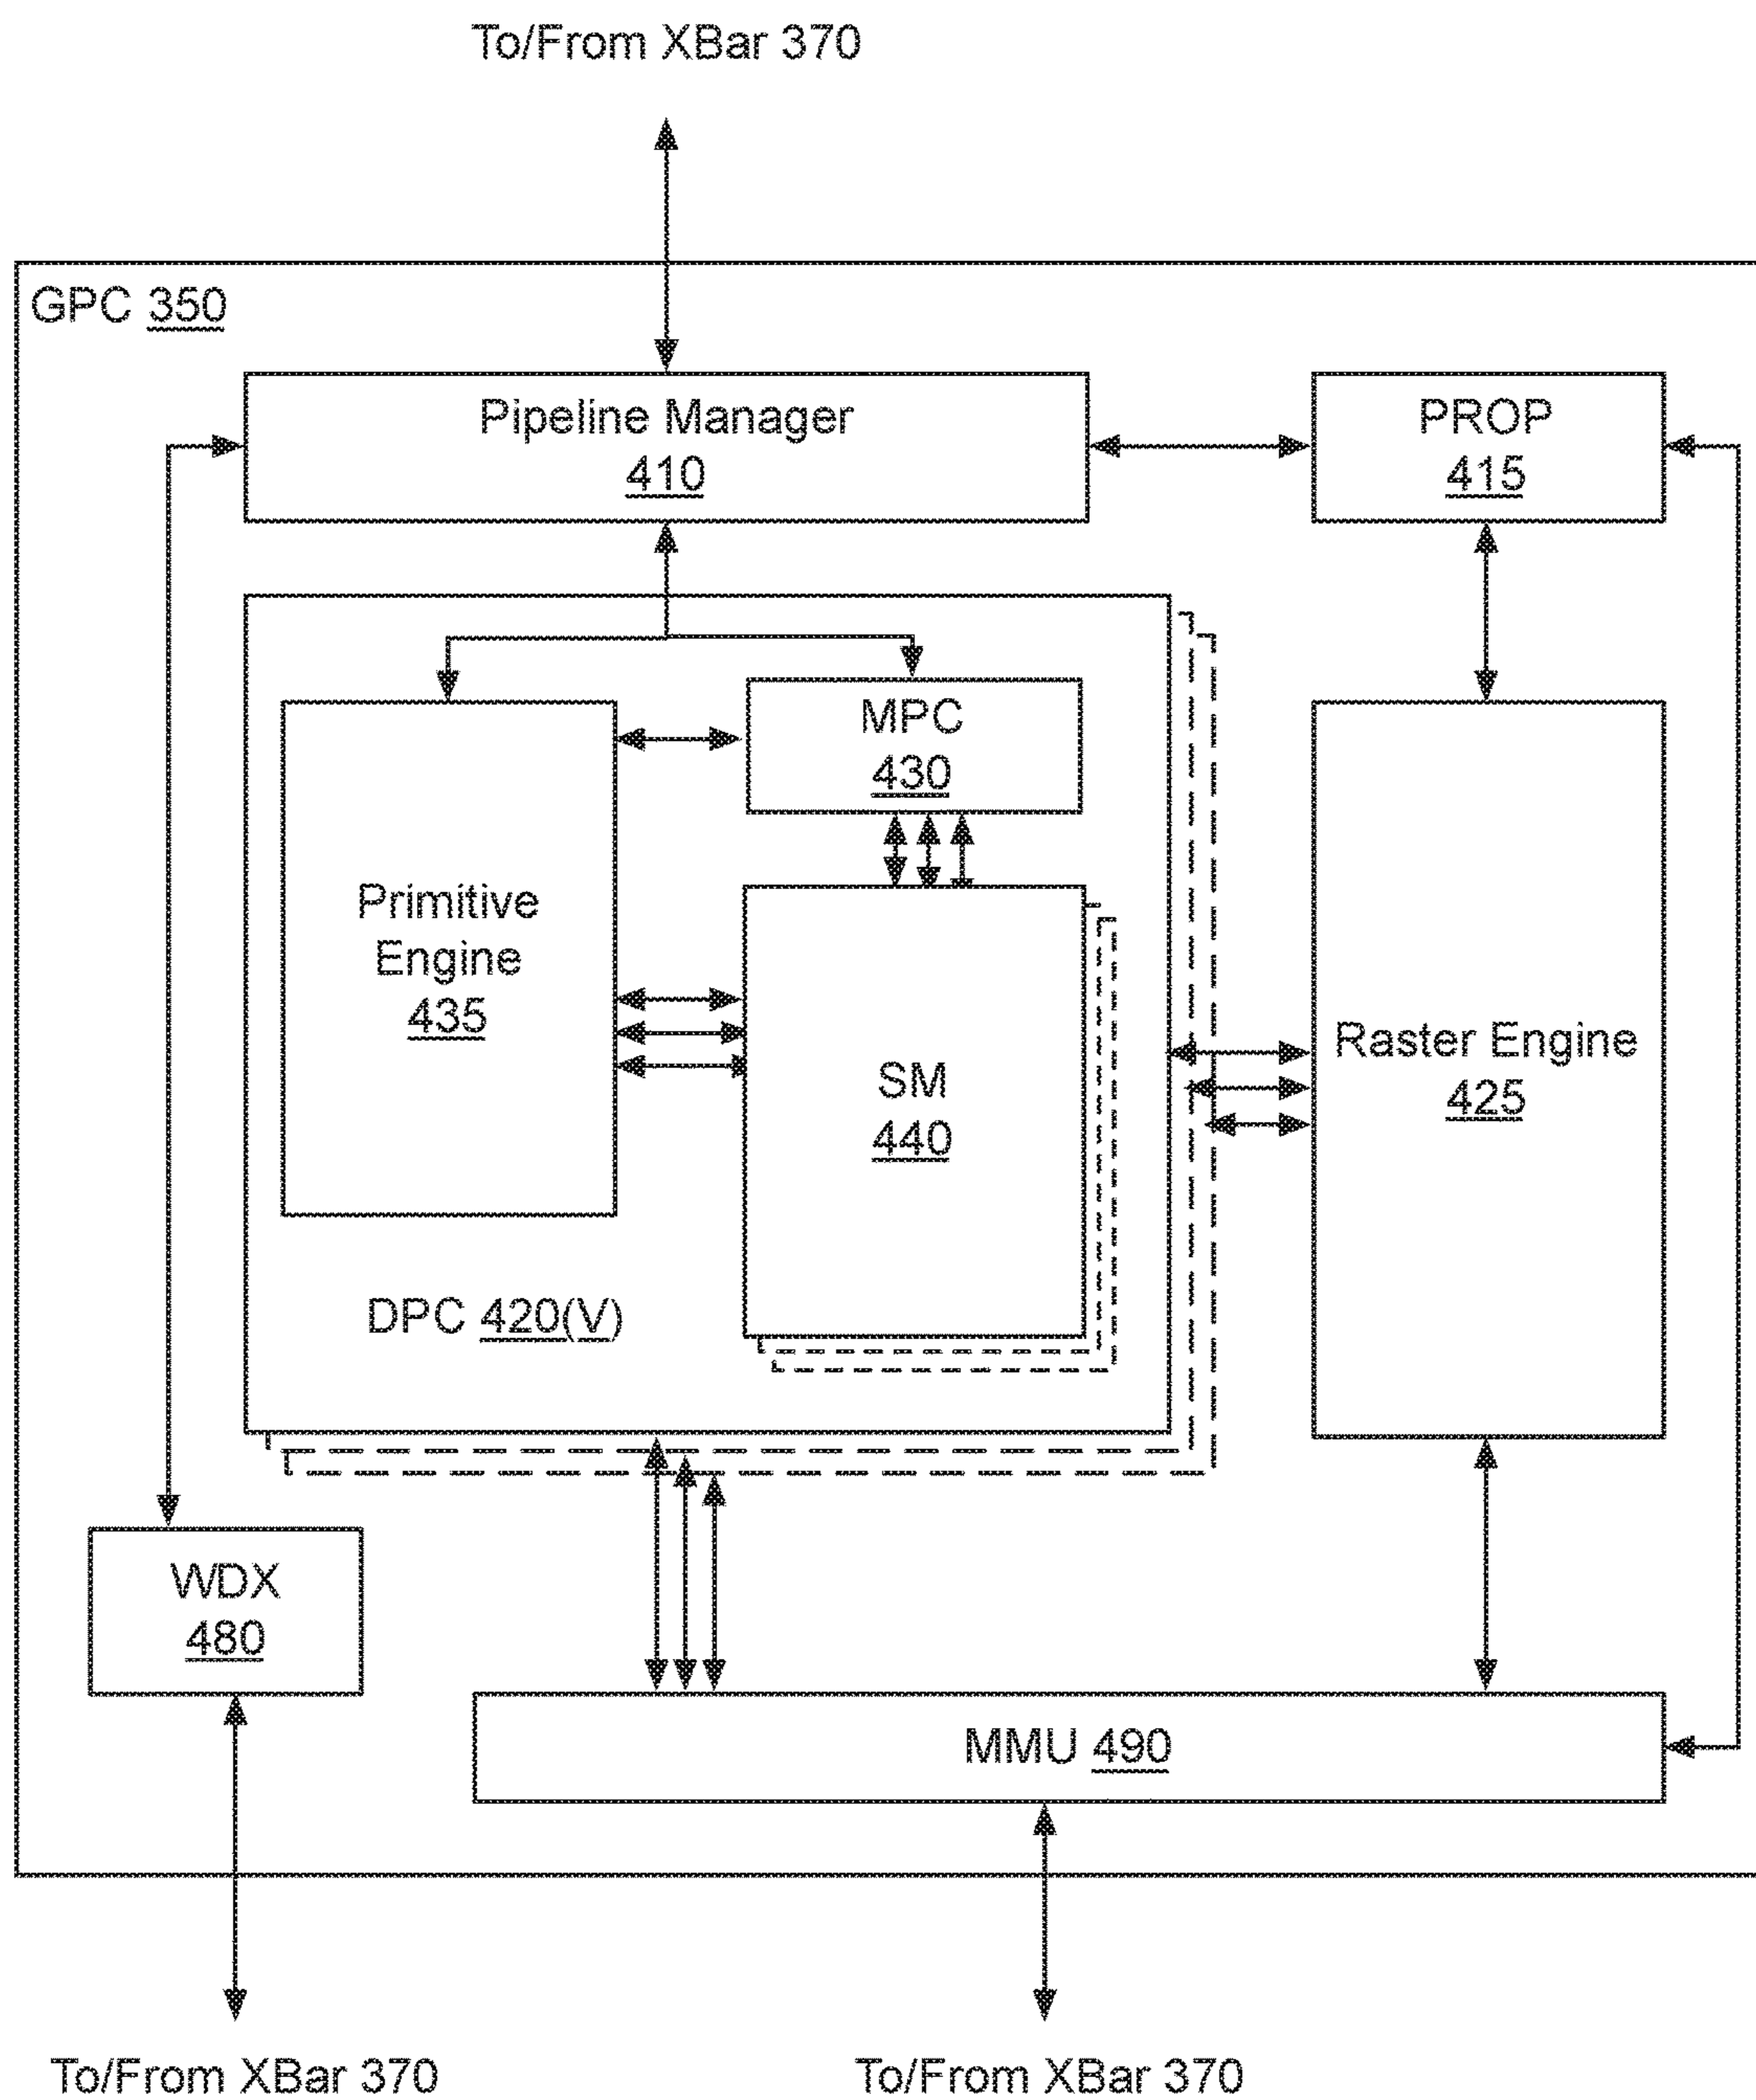 To/From XBar 370
GPC 350
Pipeline Manager
410
PROP
415
MPC
430
Primitive
Engine
435
SM
440
Raster Engine
425
DPC 420(V)
WDX
480
MMU 490
To/From XBar 370
To/From XBar 370